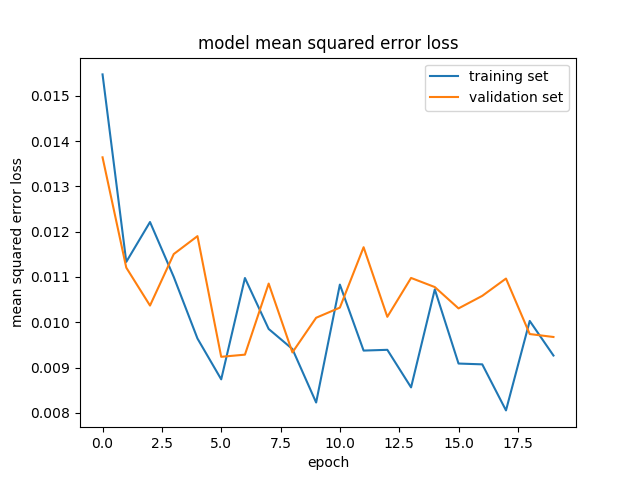 model mean squared error loss
training set
validation set
mean squared error loss
0.015
0.014
0.013
0.012
0.011
0.010
0.009
0.008
0.0 2.5 5.0 7.5 10.0 12.5 15.0 17.5
epoch